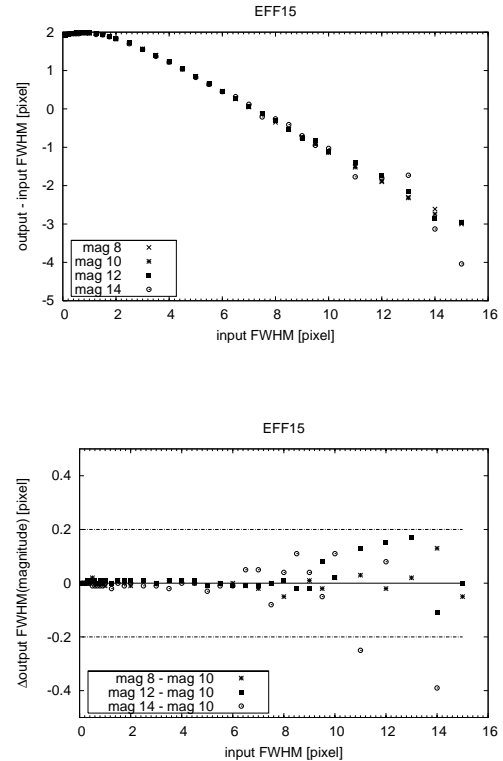 EFF15
2
1
0
-1
-2
-3
-4
-5
output - input FWHM [pixel]
mag 8
mag 10
mag 12
mag 14
0 2 4 6 8 10 12 14 16
input FWHM [pixel]
EFF15
0.4
0.2
0
-0.2
-0.4
Δoutput FWHM(magnitude) [pixel]
mag 8 - mag 10
mag 12 - mag 10
mag 14 - mag 10
0 2 4 6 8 10 12 14 16
input FWHM [pixel]